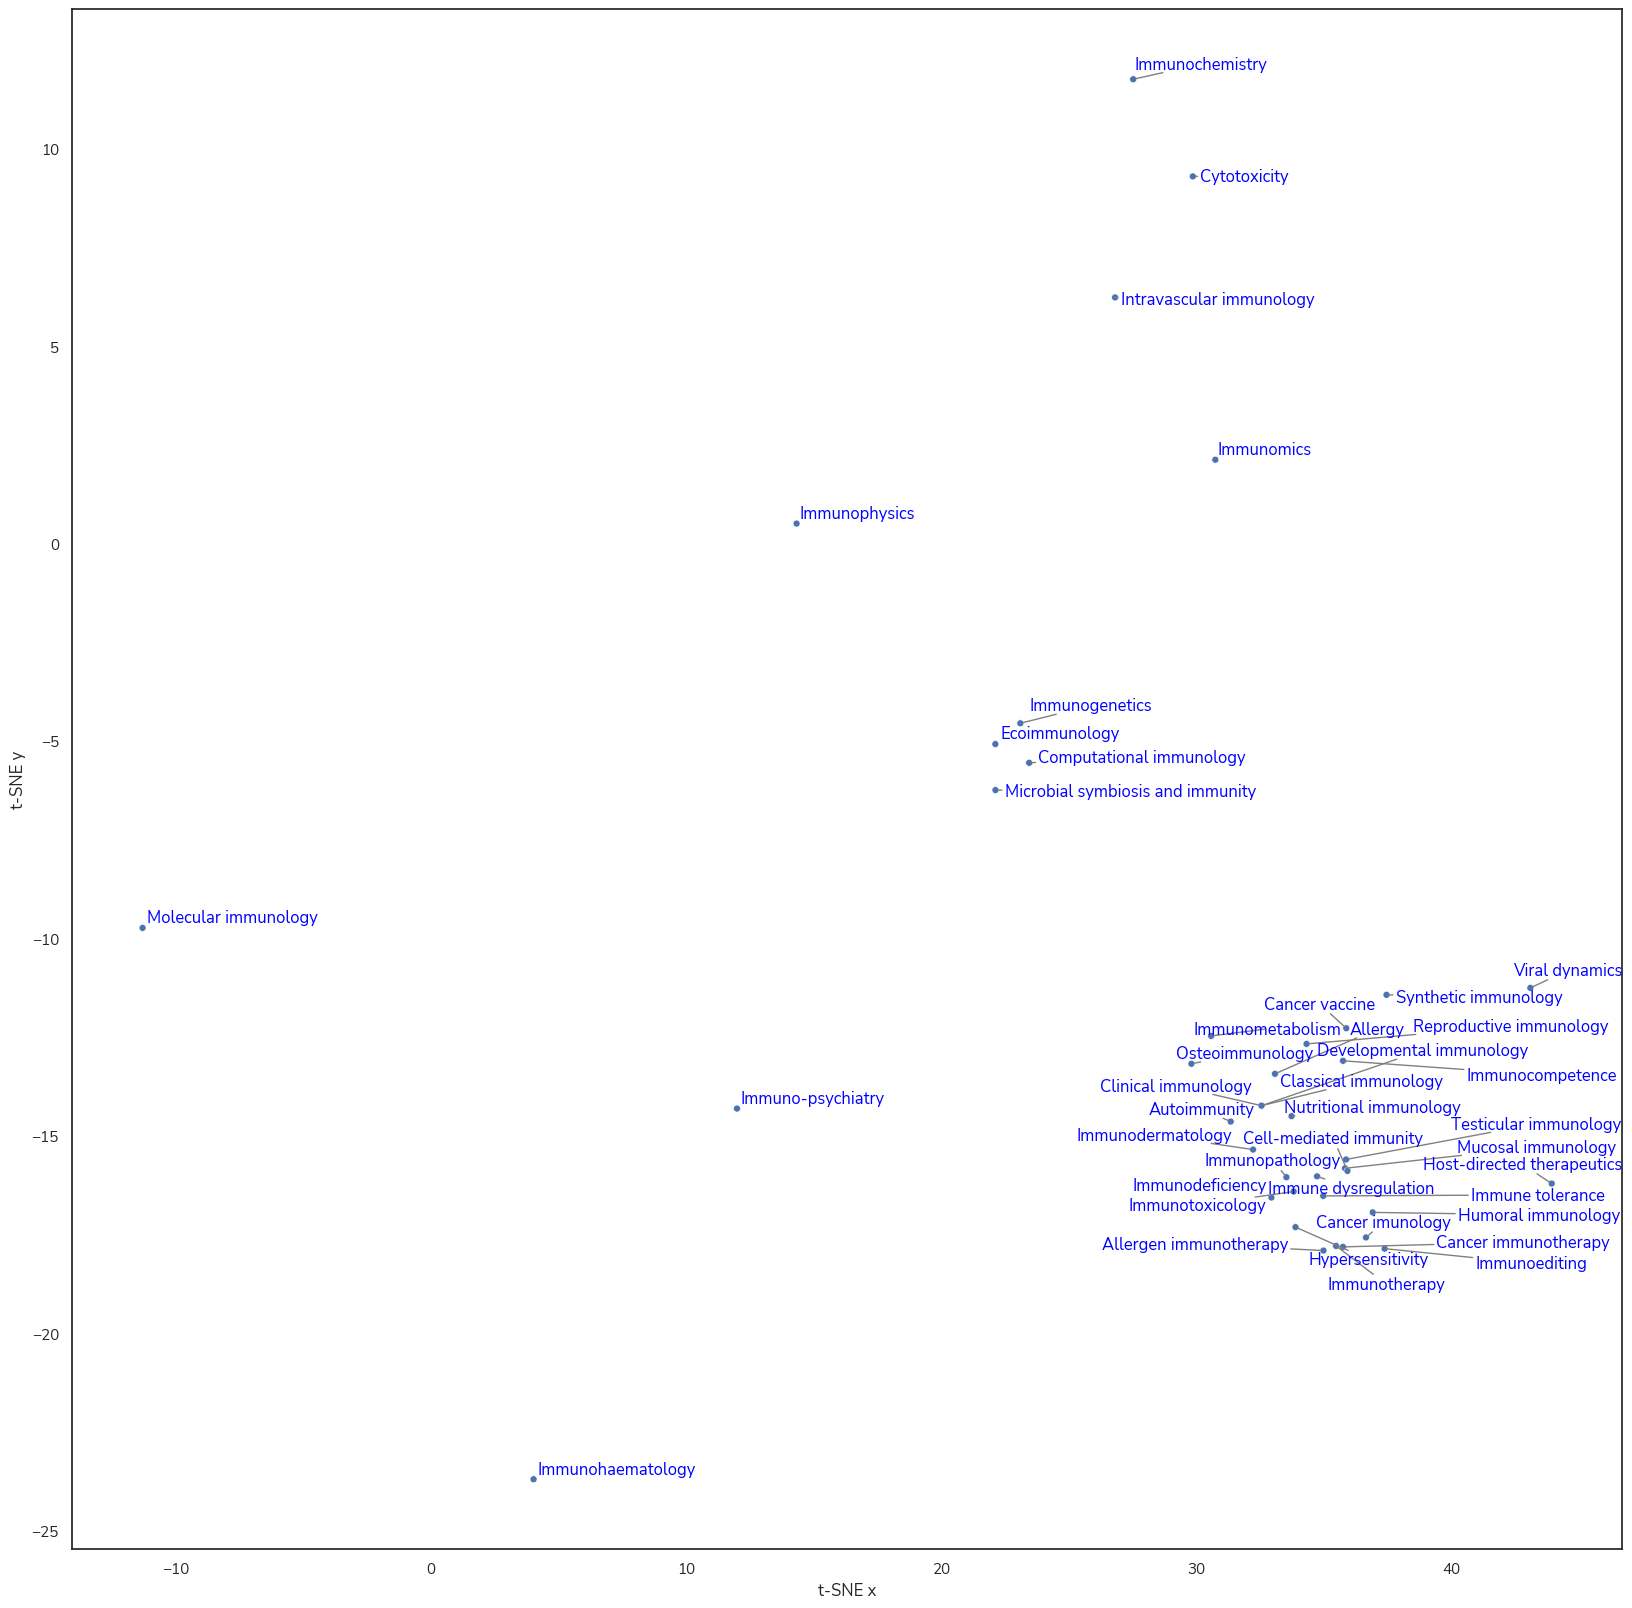 Immunochemistry
10
Cytotoxicity
Intravascular immunology
5
Immunomics
Immunophysics
0
Immunogenetics
Ecoimmunology
−5
Computational immunology
t-SNE y
Microbial symbiosis and immunity
Molecular immunology
−10
Viral dynamics
Synthetic immunology
Cancer vaccine
Immunometabolism
Allergy
Reproductive immunology
Osteoimmunology
Developmental immunology
Immunocompetence
Clinical immunology
Classical immunology
Immuno-psychiatry
Autoimmunity
Nutritional immunology
Testicular immunology
−15
Immunodermatology
Cell-mediated immunity
Mucosal immunology
Immunopathology
Host-directed therapeutics
Immunodeficiency
Immune dysregulation
Immune tolerance
Immunotoxicology
Humoral immunology
Cancer imunology
Allergen immunotherapy
Cancer immunotherapy
Hypersensitivity
Immunoediting
Immunotherapy
−20
Immunohaematology
−25
−10 0 10 20 30 40
t-SNE x